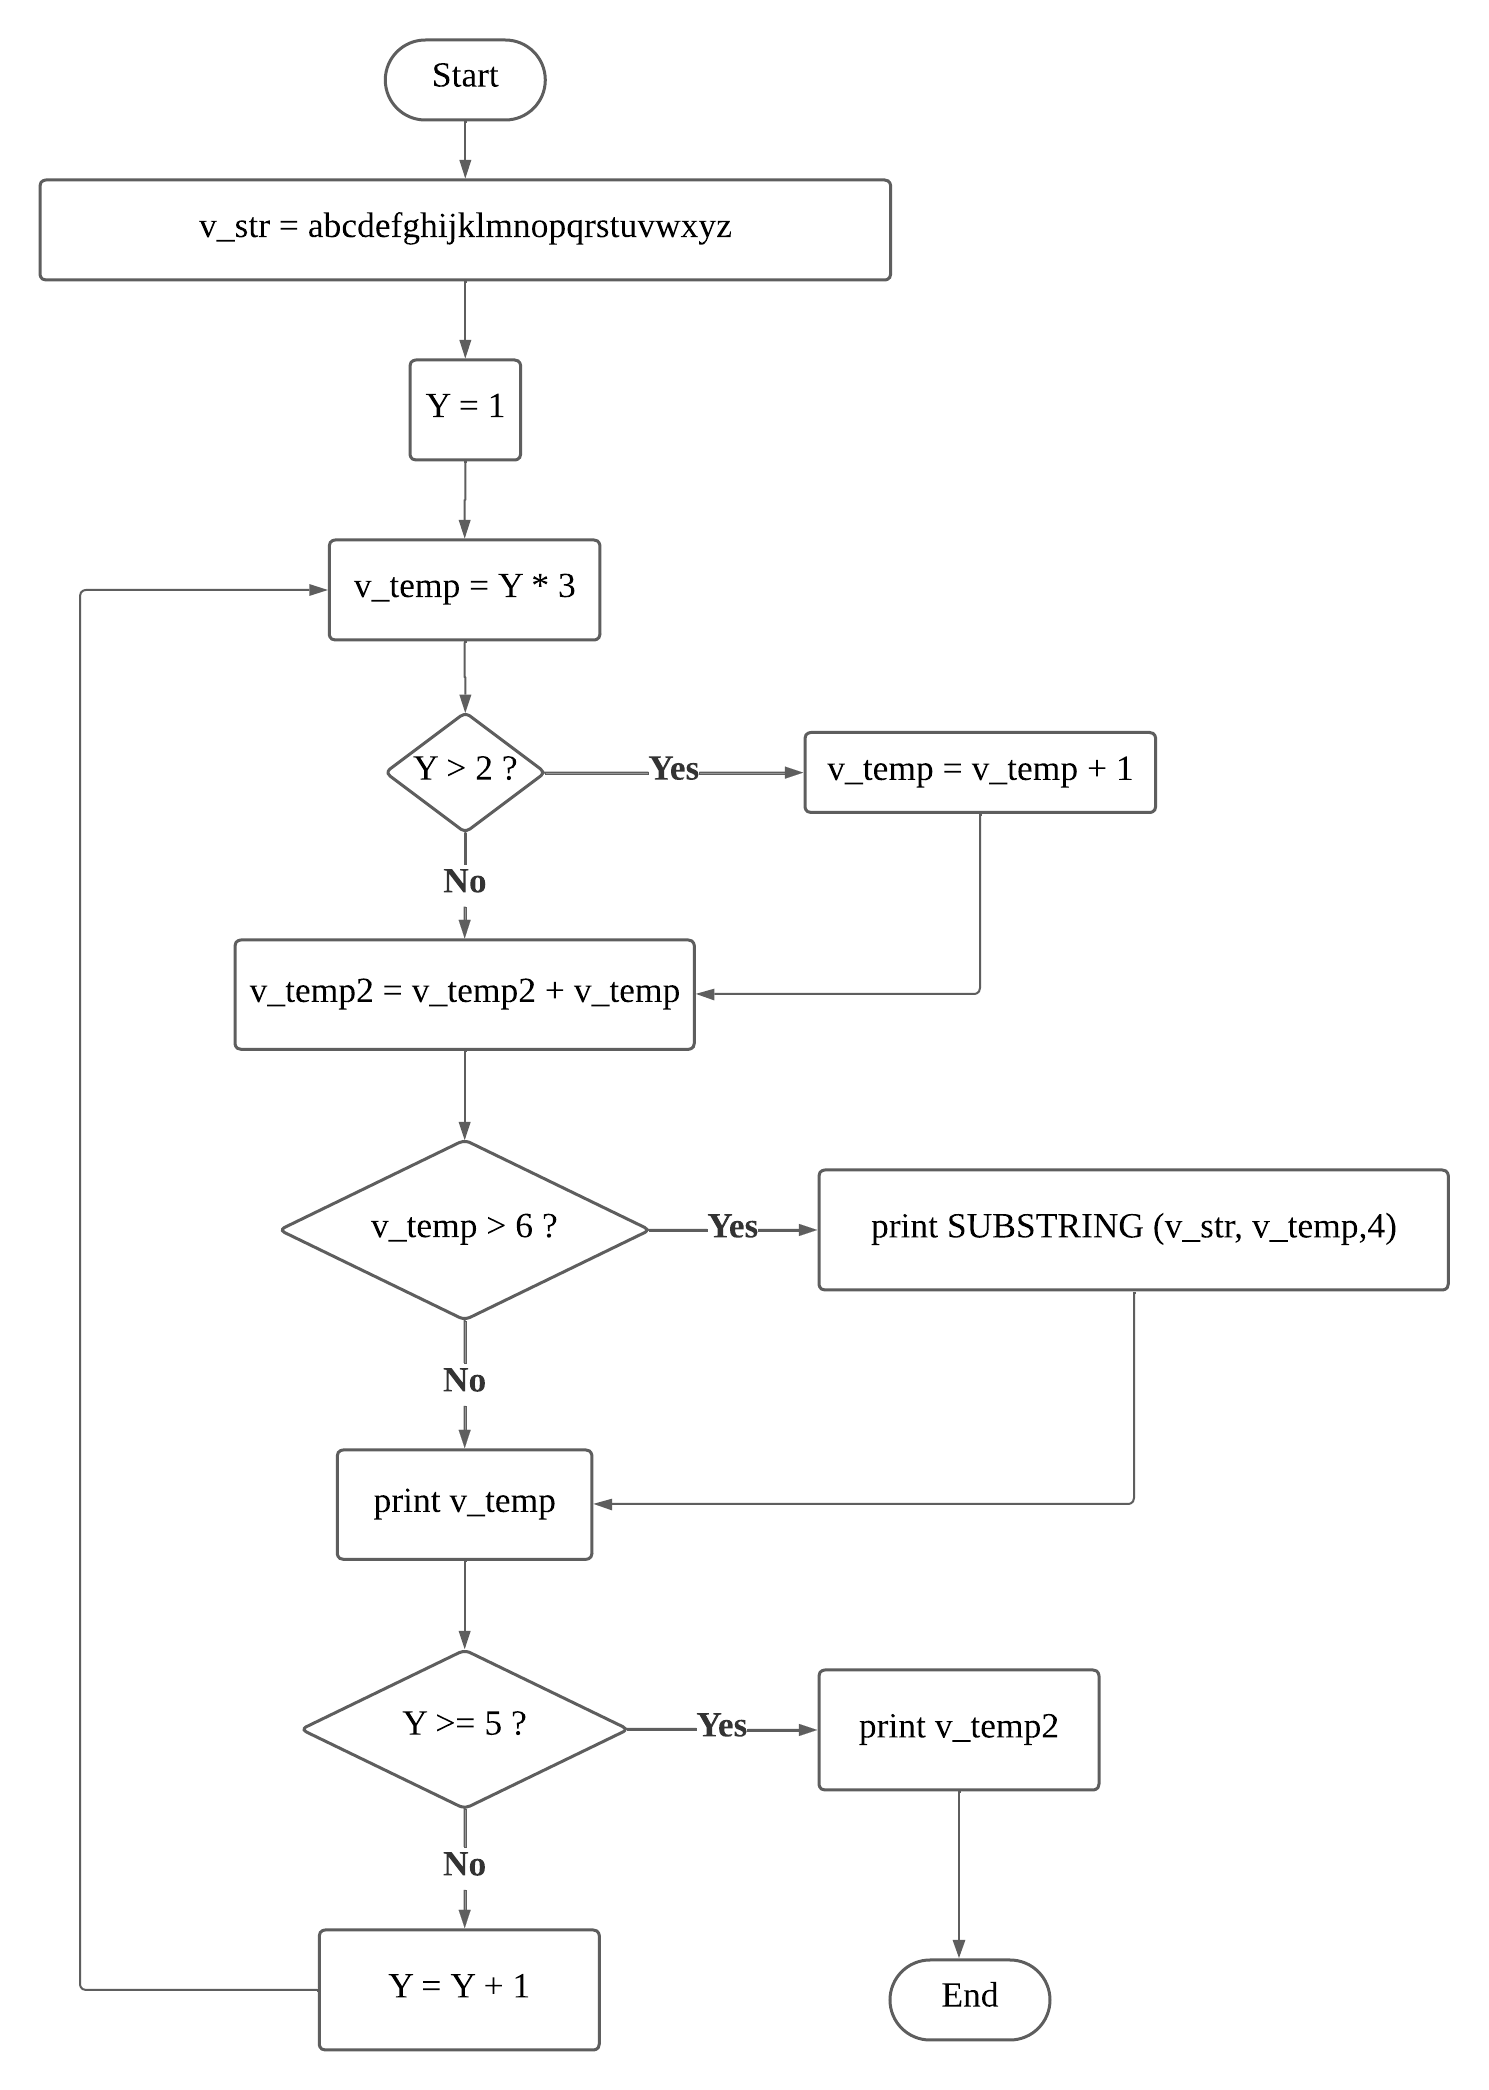 Start
v_str = abcdefghijklmnopqrstuvwxyz
Y = 1
v_temp = Y * 3
Y > 2 ?
Yes
v_temp = v_temp + 1
No
v_temp2 = v_temp2 + v_temp
v_temp > 6 ?
Yes
print SUBSTRING (v_str, v_temp,4)
No
print v_temp
Y >= 5 ?
Yes
print v_temp2
No
Y = Y + 1
End